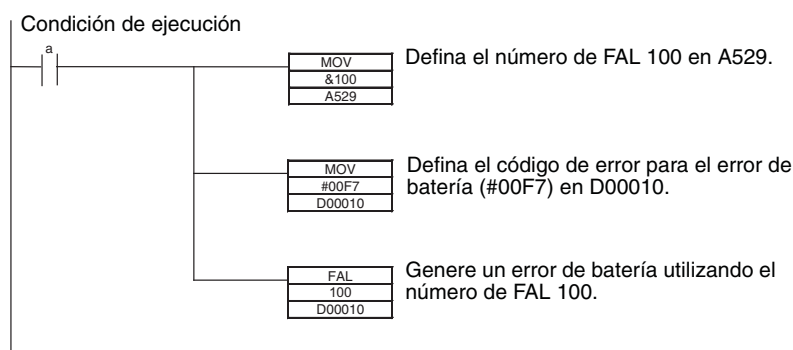 Condición de ejecución
a
MOV
&100
A529
Defina el número de FAL 100 en A529.
MOV
#00F7
D00010
Defina el código de error para el error de
batería (#00F7) en D00010.
FAL
100
D00010
Genere un error de batería utilizando el
número de FAL 100.